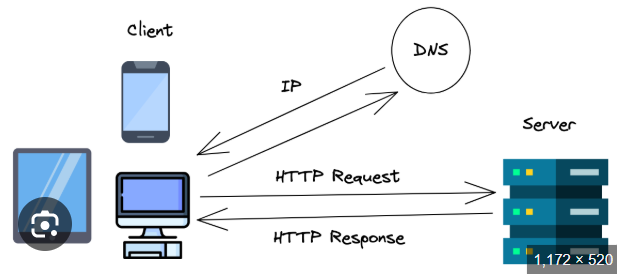 Client
DNS
IP
Server
HTTP Request
HTTP Response
1,172 × 520